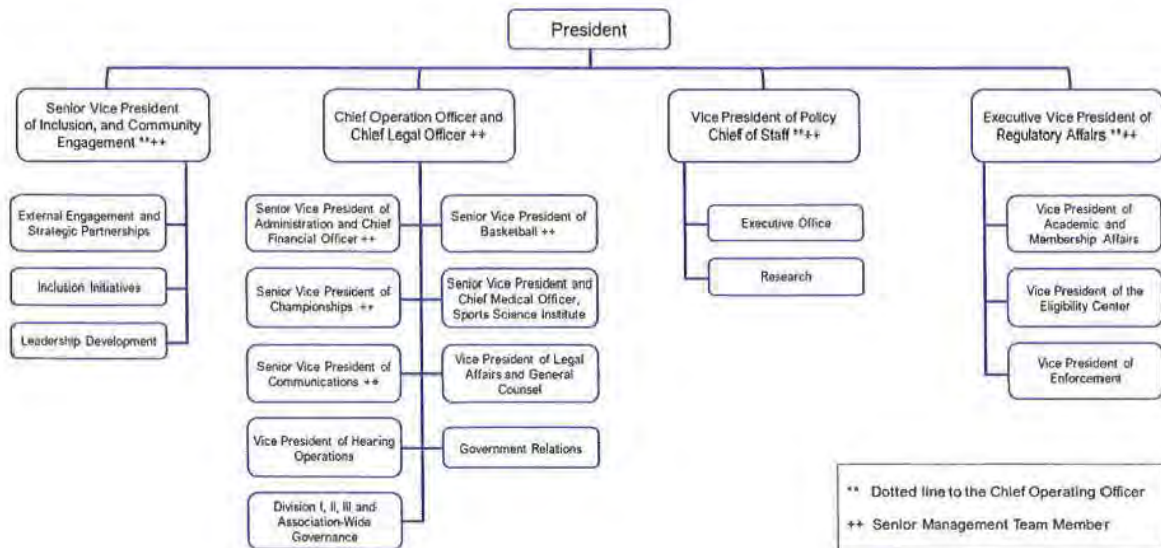 President
Senior Vice President
of Inclusion, and Community
Engagement **++
Chief Operation Officer and
Chief Legal Officer ++
Vice President of Policy
Chief of Staff **++
Executive Vice President of
Regulatory Affairs **++
External Engagement and
Strategic Partnerships
Inclusion Initiatives
Leadership Development
Senior Vice President of
Administration and Chief
Financial Officer ++
Senior Vice President of
Basketball ++
Senior Vice President of
Championships ++
Senior Vice President and
Chief Medical Officer,
Sports Science Institute
Senior Vice President of
Communications ++
Vice President of Legal
Affairs and General
Counsel
Vice President of Hearing
Operations
Government Relations
Division I, II, III and
Association-Wide
Governance
Executive Office
Research
Vice President of
Academic and
Membership Affairs
Vice President of the
Eligibility Center
Vice President of
Enforcement
** Dotted line to the Chief Operating Officer
++ Senior Management Team Member